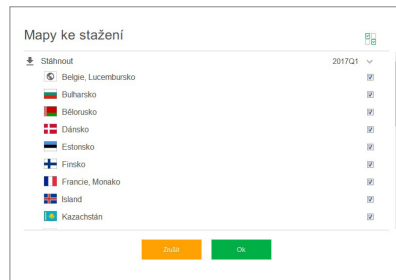 Mapy ke stažení
Stáhnout 2017Q1
Belgie, Lucembursko
Bulharsko
Bělorusko
Dánsko
Estonsko
Finsko
Francie, Monako
Island
Kazachstán
Zrušit Ok